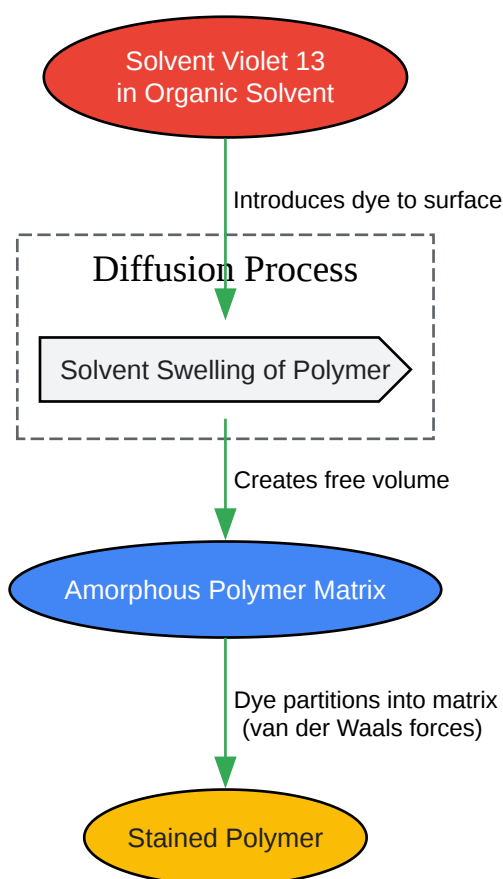 Solvent Violet 13
in Organic Solvent
Introduces dye to surface
Diffusion Process
Solvent Swelling of Polymer
Creates free volume
Amorphous Polymer Matrix
Dye partitions into matrix
(van der Waals forces)
Stained Polymer